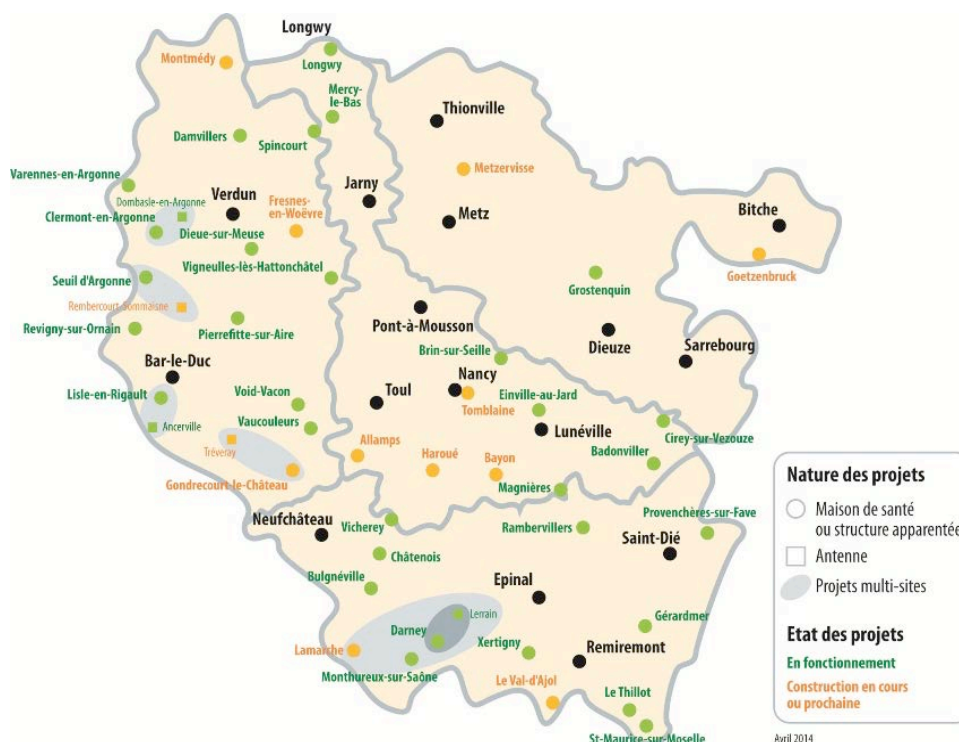 Longwy
Montmédy
Longwy
Mercy-
le-Bas
Thionville
Damvillers
Spincourt
Metzervisse
Varennes-en-Argonne
Dombasle-en-Argonne
Verdun
Fresnes-
en-Woëvre
Jarny
Clermont-en-Argonne
Metz
Bitche
Dieue-sur-Meuse
Vigneulles-lès-Hattonchâtel
Goetzenbruck
Seuil d'Argonne
Grostenquin
Rembercourt-Sommaisne
Revigny-sur-Ornain
Pierrefitte-sur-Aire
Pont-à-Mousson
Dieuze
Sarrebourg
Brin-sur-Seille
Bar-le-Duc
Nancy
Lisle-en-Rigault
Void-Vacon
Toul
Einville-au-Jard
Tomblaine
Ancerville
Vaucouleurs
Lunéville
Cirey-sur-Vezouze
Tréveray
Allamps
Haroué
Bayon
Badonviller
Gondrecourt-le-Château
Magnières
Neufchâteau
Vicherey
Rambervillers
Provenchères-sur-Fave
Saint-Dié
Châtenois
Bulgnéville
Epinal
Lerrain
Gérardmer
Darney
Lamarche
Xertigny
Remiremont
Monthureux-sur-Saône
Le Val-d'Ajol
Le Thillot
St-Maurice-sur-Moselle
Nature des projets
Maison de santé
ou structure apparentée
Antenne
Projets multi-sites
Etat des projets
En fonctionnement
Construction en cours
ou prochaine
Avril 2014